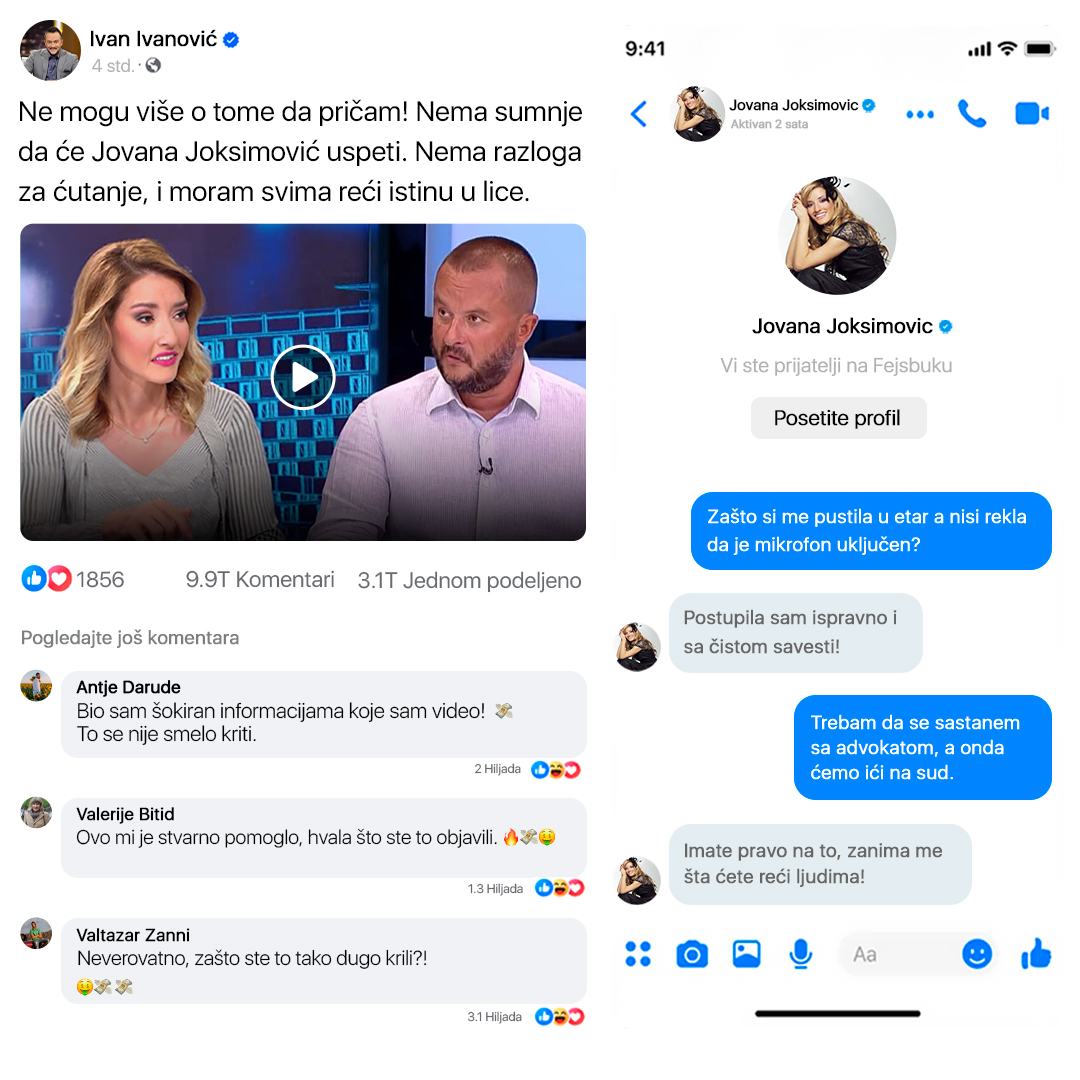 Ivan Ivanović
4 std. ·
Ne mogu više o tome da pričam! Nema sumnje
da će Jovana Joksimović uspeti. Nema razloga
za ćutanje, i moram svima reći istinu u lice.
1856
9.9T Komentari
3.1T Jednom podeljeno
Pogledajte još komentara
Antje Darude
Bio sam šokiran informacijama koje sam video! 💸
To se nije smelo kriti.
2 Hiljada
Valerije Bitid
Ovo mi je stvarno pomoglo, hvala što ste to objavili. 🔥💸🤑
1.3 Hiljada
Valtazar Zanni
Neverovatno, zašto ste to tako dugo krili?!
🤑💸💸
3.1 Hiljada
9:41
Jovana Joksimovic
Aktivan 2 sata
Jovana Joksimovic
Vi ste prijatelji na Fejsbuku
Posetite profil
Zašto si me pustila u etar a nisi rekla
da je mikrofon uključen?
Postupila sam ispravno i
sa čistom savesti!
Trebam da se sastanem
sa advokatom, a onda
ćemo ići na sud.
Imate pravo na to, zanima me
šta ćete reći ljudima!
Aa